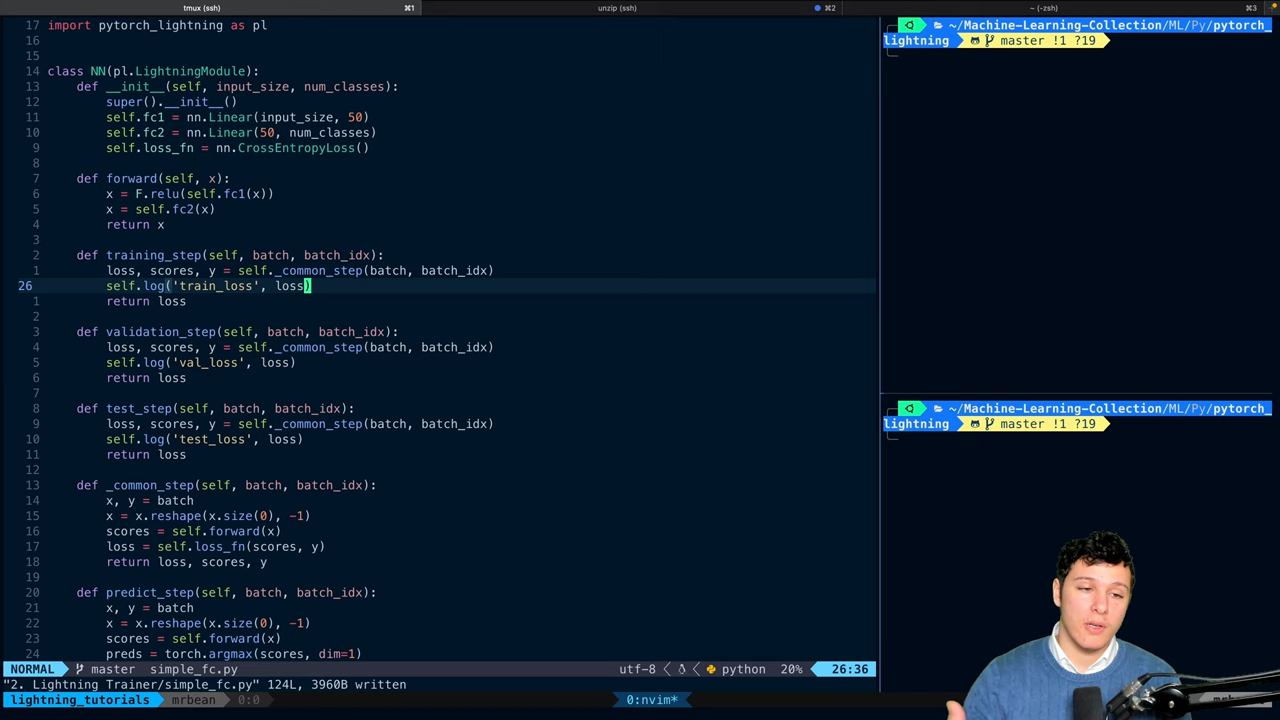 tmux (ssh) ⌘1 unzip (ssh) ⌘2 ~ (-zsh) ⌘3
17 import pytorch_lightning as pl
16
15
14 class NN(pl.LightningModule):
13 def __init__(self, input_size, num_classes):
12 super().__init__()
11 self.fc1 = nn.Linear(input_size, 50)
10 self.fc2 = nn.Linear(50, num_classes)
9 self.loss_fn = nn.CrossEntropyLoss()
8
7 def forward(self, x):
6 x = F.relu(self.fc1(x))
5 x = self.fc2(x)
4 return x
3
2 def training_step(self, batch, batch_idx):
1 loss, scores, y = self._common_step(batch, batch_idx)
26 self.log('train_loss', loss)
1 return loss
2
3 def validation_step(self, batch, batch_idx):
4 loss, scores, y = self._common_step(batch, batch_idx)
5 self.log('val_loss', loss)
6 return loss
7
8 def test_step(self, batch, batch_idx):
9 loss, scores, y = self._common_step(batch, batch_idx)
10 self.log('test_loss', loss)
11 return loss
12
13 def _common_step(self, batch, batch_idx):
14 x, y = batch
15 x = x.reshape(x.size(0), -1)
16 scores = self.forward(x)
17 loss = self.loss_fn(scores, y)
18 return loss, scores, y
19
20 def predict_step(self, batch, batch_idx):
21 x, y = batch
22 x = x.reshape(x.size(0), -1)
23 scores = self.forward(x)
24 preds = torch.argmax(scores, dim=1)
NORMAL master simple_fc.py utf-8 python 20% 26:36
"2. Lightning Trainer/simple_fc.py" 124L, 3960B written
lightning_tutorials mrbean 0:0 0:nvim*
~/Machine-Learning-Collection/ML/Py/pytorch_
lightning master !1 ?19
~/Machine-Learning-Collection/ML/Py/pytorch_
lightning master !1 ?19